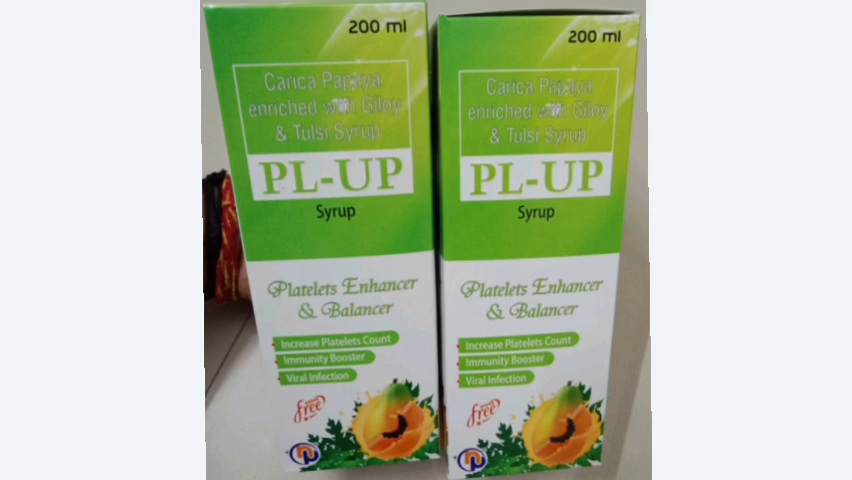 200 ml
Carica Papaya
enriched with Giloy
& Tulsi Syrup
PL-UP
Syrup
Platelets Enhancer
& Balancer
Increase Platelets Count
Immunity Booster
Viral Infection
free
200 ml
Carica Papaya
enriched with Giloy
& Tulsi Syrup
PL-UP
Syrup
Platelets Enhancer
& Balancer
Increase Platelets Count
Immunity Booster
Viral Infection
free